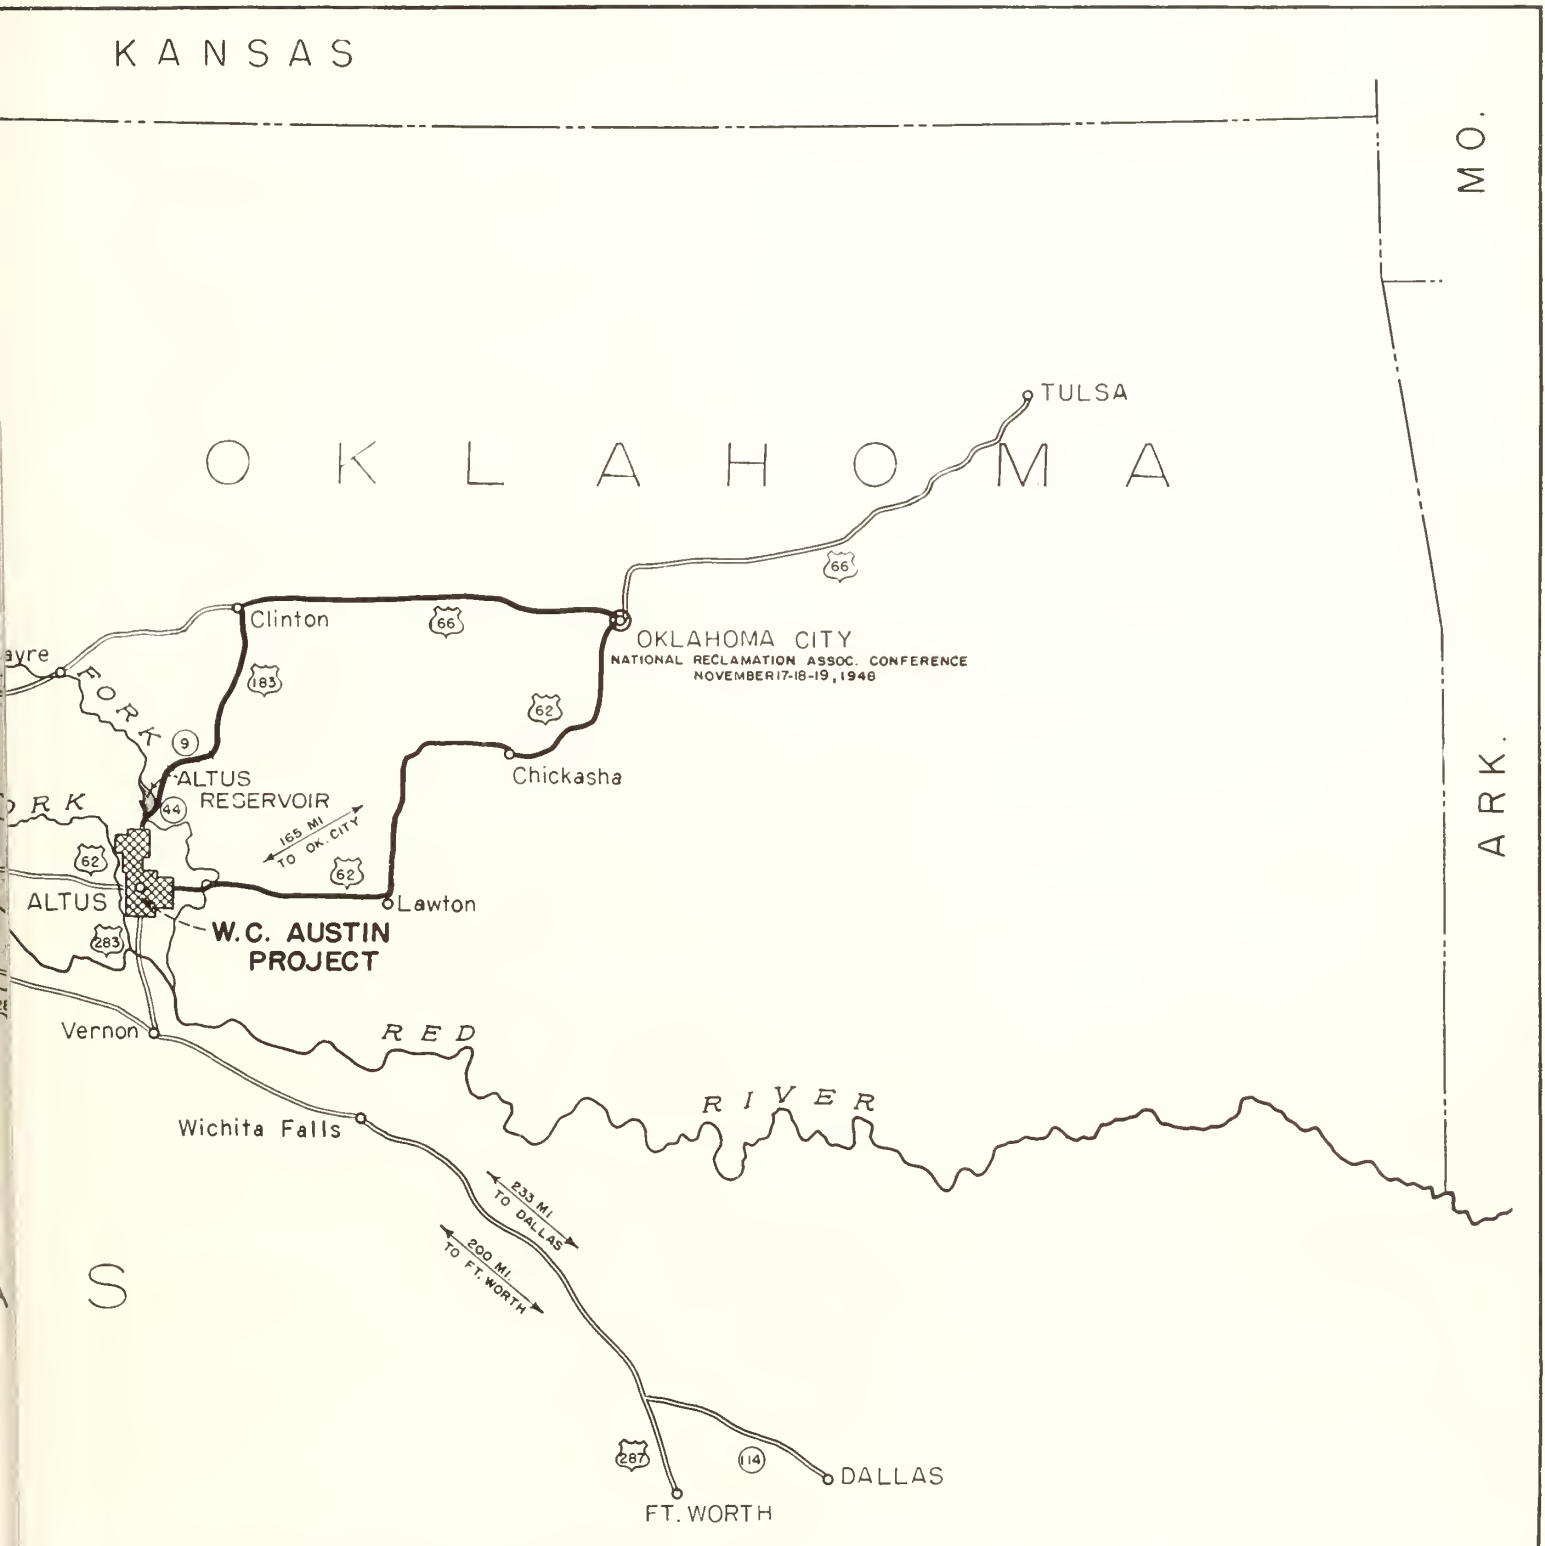 KANSAS
MO.
TULSA
OKLAHOMA
66
Clinton
66
OKLAHOMA CITY
NATIONAL RECLAMATION ASSOC. CONFERENCE
NOVEMBER 17-18-19, 1948
ayre
FORK
183
62
9
Chickasha
ALTUS
RESERVOIR
44
ORK
165 MI
TO OK. CITY
62
62
ALTUS
Lawton
W.C. AUSTIN
PROJECT
283
ARK.
Vernon
RED
RIVER
Wichita Falls
233 MI
TO DALLAS
200 MI.
TO FT. WORTH
S
287
114
DALLAS
FT. WORTH